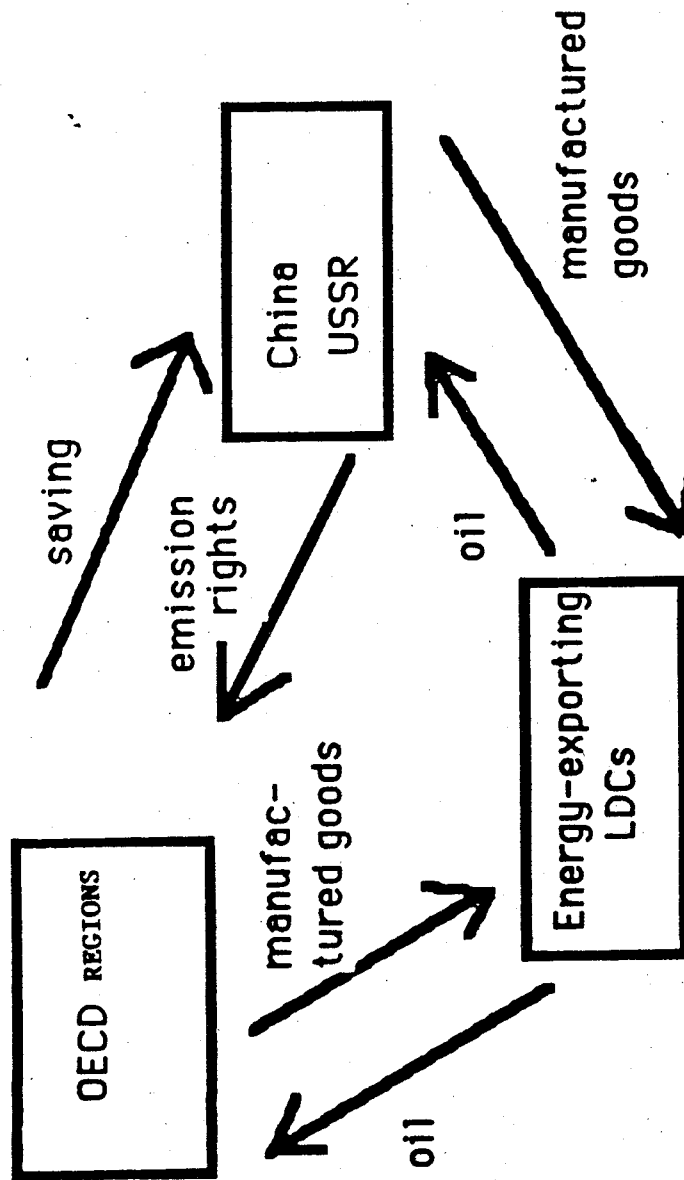 OECD REGIONS
saving
China
USSR
emission
rights
manufac-
tured goods
oil
oil
manufactured
goods
Energy-exporting
LDCs